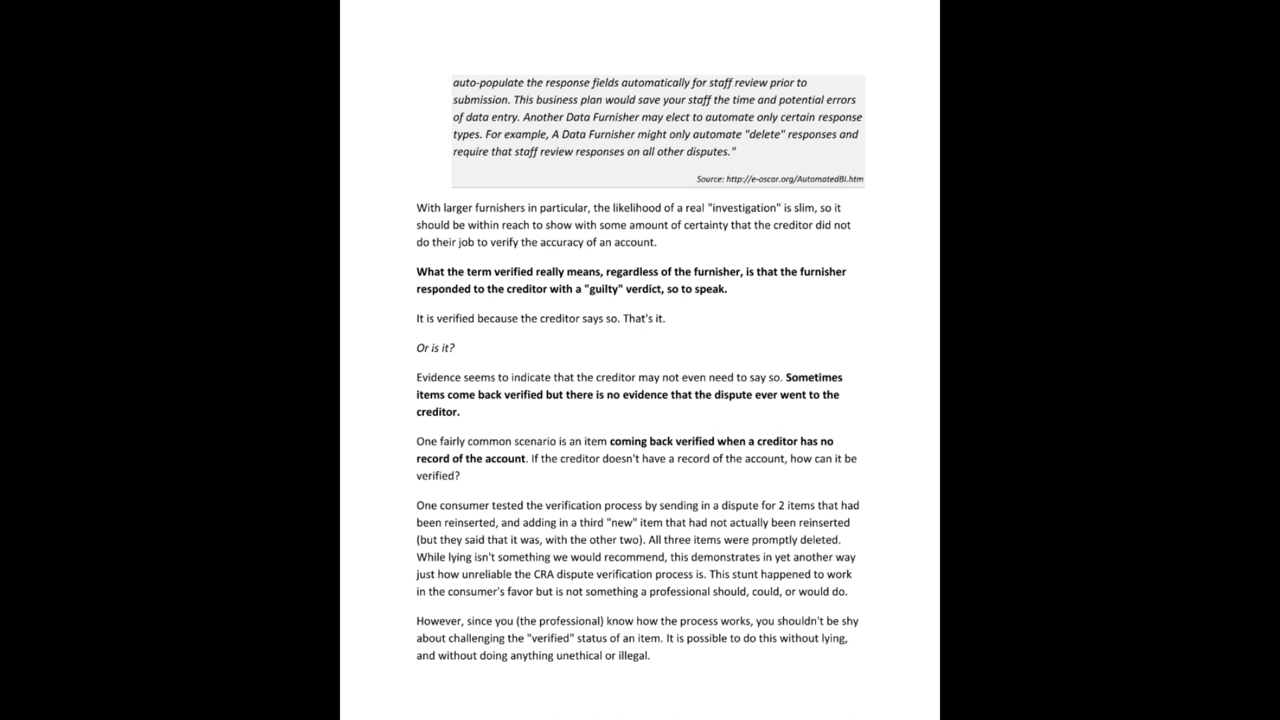 auto-populate the response fields automatically for staff review prior to
submission. This business plan would save your staff the time and potential errors
of data entry. Another Data Furnisher may elect to automate only certain response
types. For example, A Data Furnisher might only automate "delete" responses and
require that staff review responses on all other disputes."
Source: http://e-oscar.org/AutomatedBI.htm
With larger furnishers in particular, the likelihood of a real "investigation" is slim, so it
should be within reach to show with some amount of certainty that the creditor did not
do their job to verify the accuracy of an account.
What the term verified really means, regardless of the furnisher, is that the furnisher
responded to the creditor with a "guilty" verdict, so to speak.
It is verified because the creditor says so. That's it.
Or is it?
Evidence seems to indicate that the creditor may not even need to say so. Sometimes
items come back verified but there is no evidence that the dispute ever went to the
creditor.
One fairly common scenario is an item coming back verified when a creditor has no
record of the account. If the creditor doesn't have a record of the account, how can it be
verified?
One consumer tested the verification process by sending in a dispute for 2 items that had
been reinserted, and adding in a third "new" item that had not actually been reinserted
(but they said that it was, with the other two). All three items were promptly deleted.
While lying isn't something we would recommend, this demonstrates in yet another way
just how unreliable the CRA dispute verification process is. This stunt happened to work
in the consumer's favor but is not something a professional should, could, or would do.
However, since you (the professional) know how the process works, you shouldn't be shy
about challenging the "verified" status of an item. It is possible to do this without lying,
and without doing anything unethical or illegal.